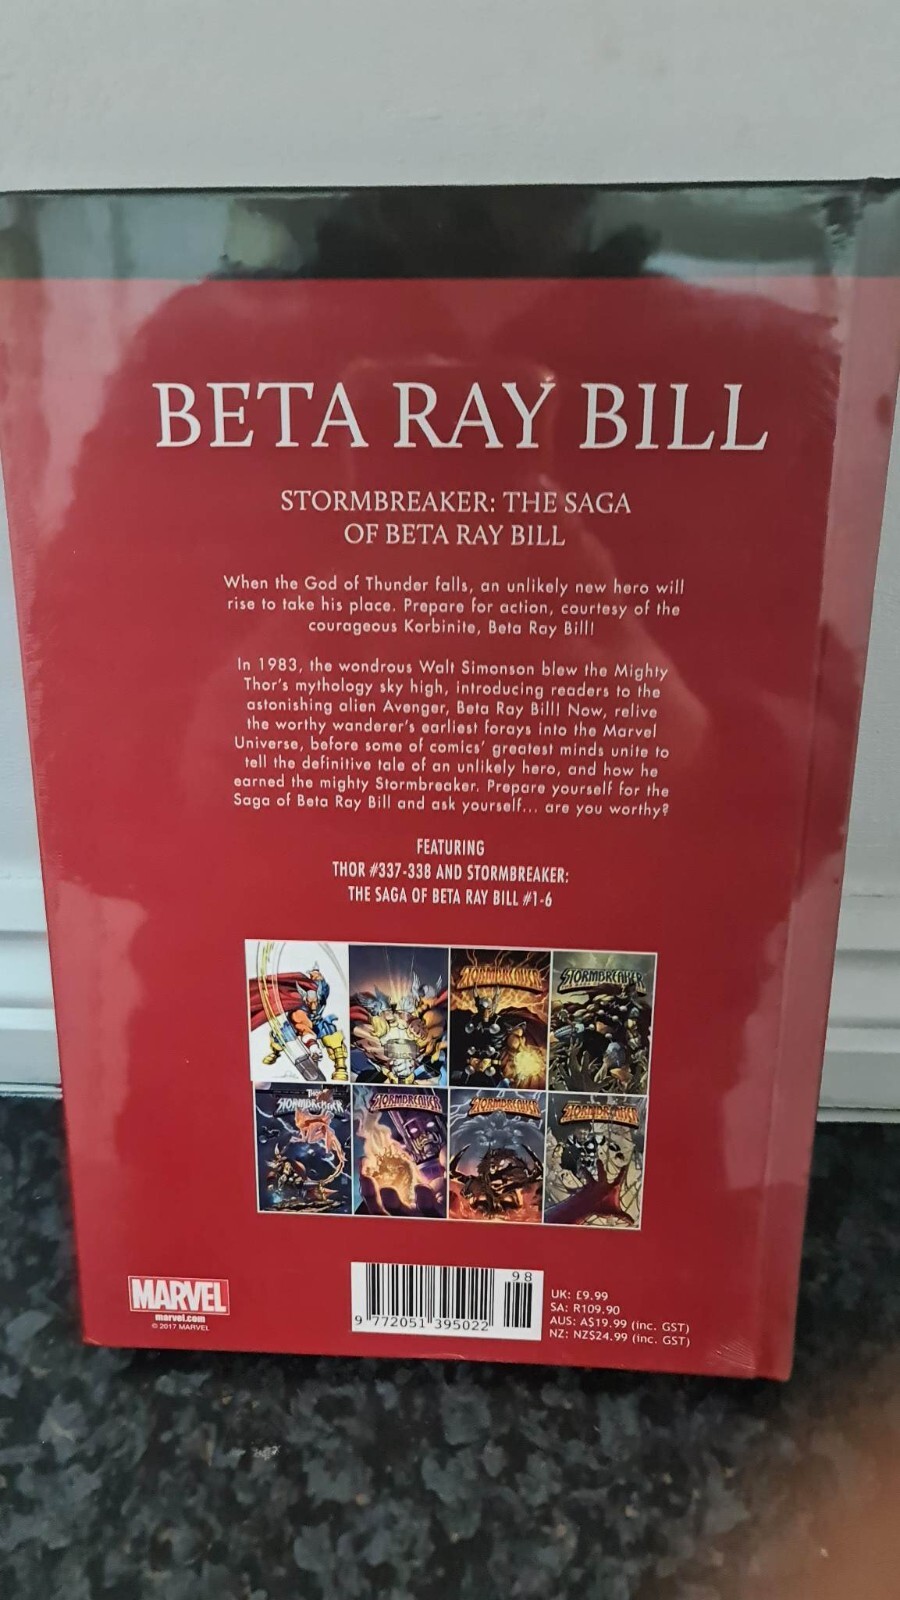 BETA RAY BILL
STORMBREAKER: THE SAGA
OF BETA RAY BILL
When the God of Thunder falls, an unlikely new hero will
rise to take his place. Prepare for action, courtesy of the
courageous Korbinite, Beta Ray Bill!
In 1983, the wondrous Walt Simonson blew the Mighty
Thor's mythology sky high, introducing readers to the
astonishing alien Avenger, Beta Ray Bill! Now, relive
the worthy wanderer's earliest forays into the Marvel
Universe, before some of comics' greatest minds unite to
tell the definitive tale of an unlikely hero, and how he
earned the mighty Stormbreaker. Prepare yourself for the
Saga of Beta Ray Bill and ask yourself... are you worthy?
FEATURING
THOR #337-338 AND STORMBREAKER:
THE SAGA OF BETA RAY BILL #1-6
STORMBREAKER
STORMBREAKER
STORMBREAKER
STORMBREAKER
STORMBREAKER
STORMBREAKER
MARVEL
marvel.com
© 2017 MARVEL
98
9 772051 395022
UK: £9.99
SA: R109.90
AUS: A$19.99 (inc. GST)
NZ: NZ$24.99 (inc. GST)